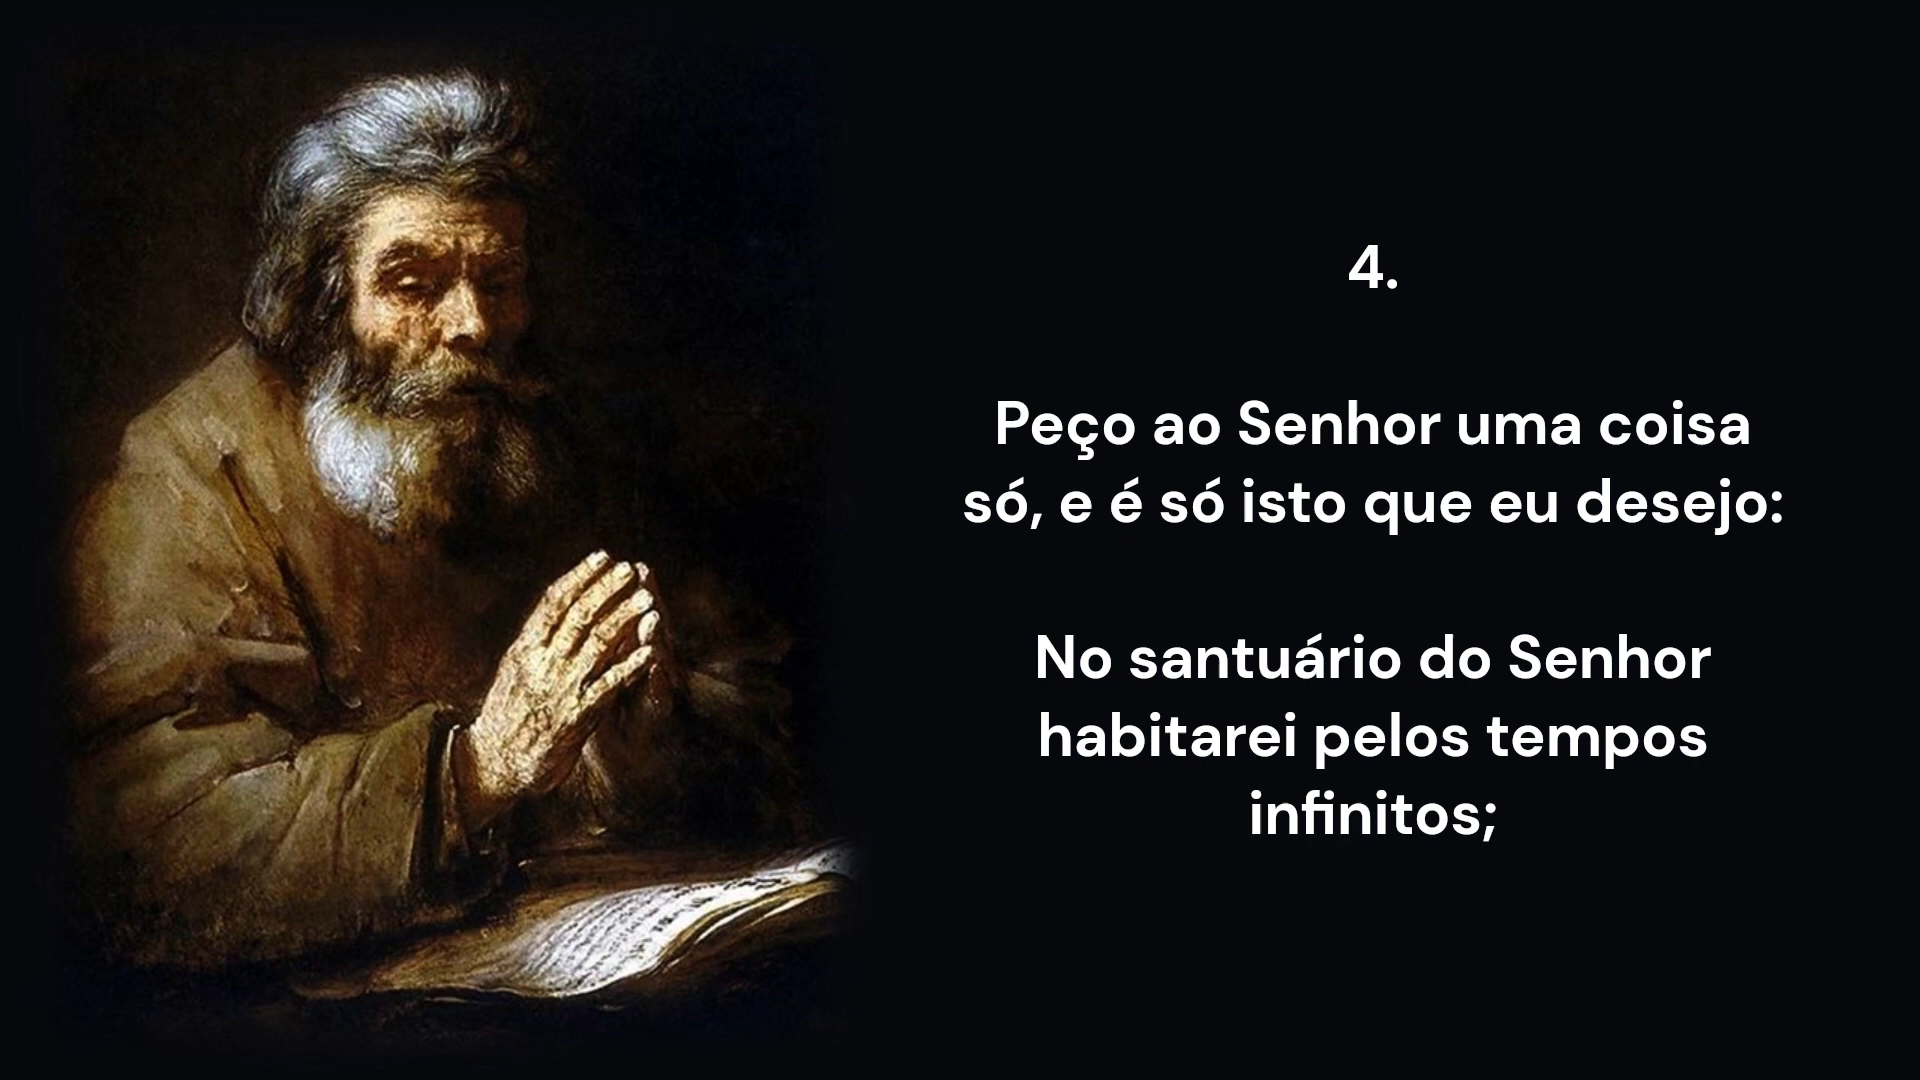 4.
Peço ao Senhor uma coisa
só, e é só isto que eu desejo:
No santuário do Senhor
habitarei pelos tempos
infinitos;